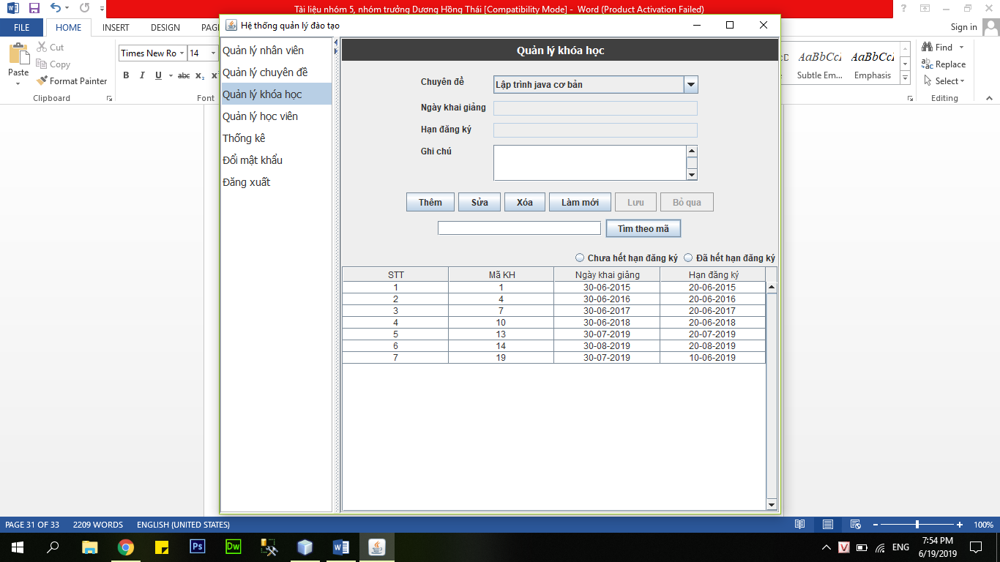 Tài liệu nhóm 5, nhóm trưởng Dương Hồng Thái [Compatibility Mode] - Word (Product Activation Failed)
FILE HOME INSERT DESIGN PAG Sign in
Hệ thống quản lý đào tạo
Cut
Copy
Format Painter
Paste
Clipboard
Times New Ro 14
B I U abc x₂ x
Font
AaBbCcI AaBbCcI
Subtle Em... Emphasis
Find
Replace
Select
Editing
Quản lý nhân viên
Quản lý chuyên đề
Quản lý khóa học
Quản lý học viên
Thống kê
Đổi mật khẩu
Đăng xuất
Quản lý khóa học
Chuyên đề Lập trình java cơ bản
Ngày khai giảng
Hạn đăng ký
Ghi chú
Thêm Sửa Xóa Làm mới Lưu Bỏ qua
Tìm theo mã
Chưa hết hạn đăng ký Đã hết hạn đăng ký
STT Mã KH Ngày khai giảng Hạn đăng ký
1 1 30-06-2015 20-06-2015
2 4 30-06-2016 20-06-2016
3 7 30-06-2017 20-06-2017
4 10 30-06-2018 20-06-2018
5 13 30-07-2019 20-07-2019
6 14 30-08-2019 20-08-2019
7 19 30-07-2019 10-06-2019
PAGE 31 OF 33 2209 WORDS ENGLISH (UNITED STATES) 100%
Ps Dw ENG
7:54 PM
6/19/2019